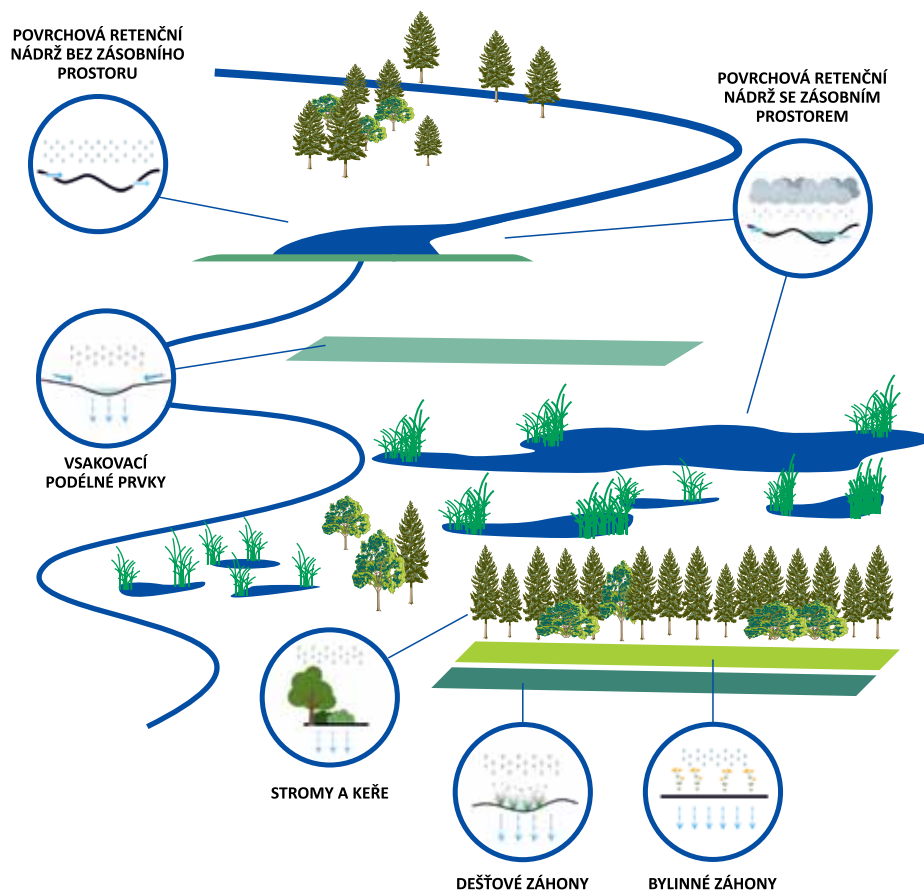 POVRCHOVÁ RETENČNÍ
NÁDRŽ BEZ ZÁSOBNÍHO
PROSTORU
POVRCHOVÁ RETENČNÍ
NÁDRŽ SE ZÁSOBNÍM
PROSTOREM
VSAKOVACÍ
PODÉLNÉ PRVKY
STROMY A KEŘE
DEŠŤOVÉ ZÁHONY
BYLINNÉ ZÁHONY